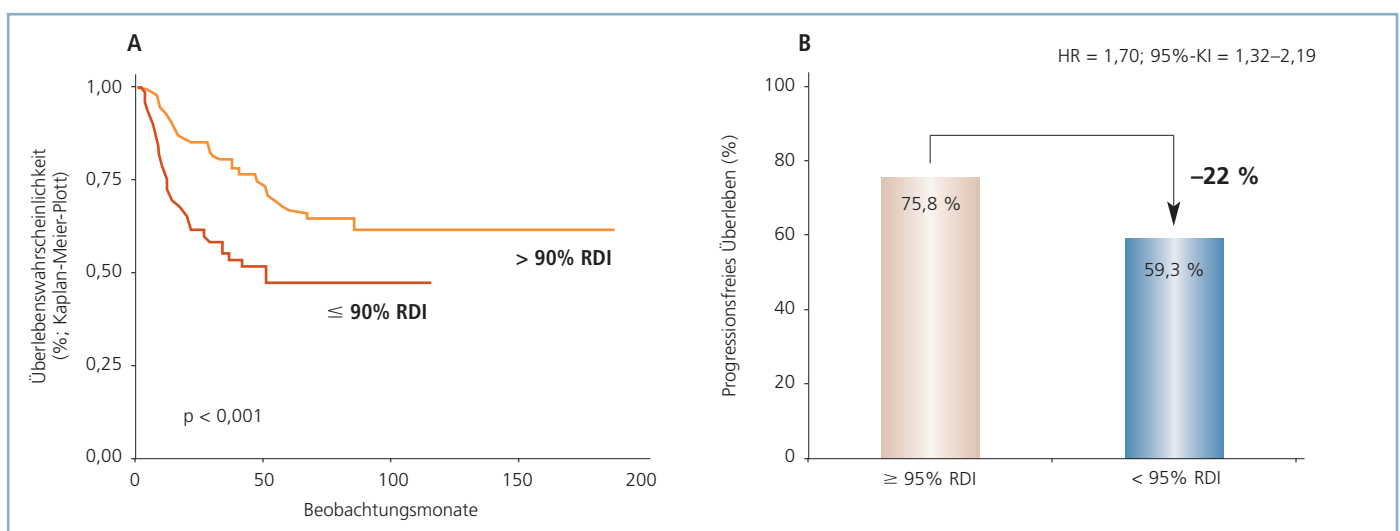 A
Überlebenswahrscheinlichkeit
(%; Kaplan-Meier-Plott)
1,00
0,75
0,50
0,25
0,00
> 90% RDI
≤ 90% RDI
p < 0,001
0
50
100
150
200
Beobachtungsmonate
B
HR = 1,70; 95%-KI = 1,32–2,19
Progressionsfreies Überleben (%)
100
80
60
40
20
0
–22 %
75,8 %
59,3 %
≥ 95% RDI
< 95% RDI